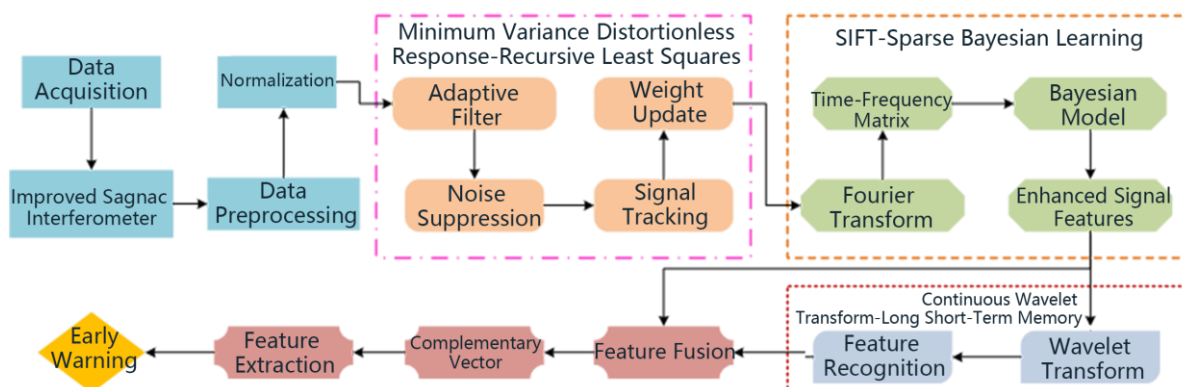 Data
Acquisition
Improved Sagnac
Interferometer
Data
Preprocessing
Normalization
Minimum Variance Distortionless
Response-Recursive Least Squares
Adaptive
Filter
Noise
Suppression
Signal
Tracking
Weight
Update
SIFT-Sparse Bayesian Learning
Fourier
Transform
Time-Frequency
Matrix
Bayesian
Model
Enhanced Signal
Features
Continuous Wavelet
Transform-Long Short-Term Memory
Wavelet
Transform
Feature
Recognition
Feature Fusion
Complementary
Vector
Feature
Extraction
Early
Warning